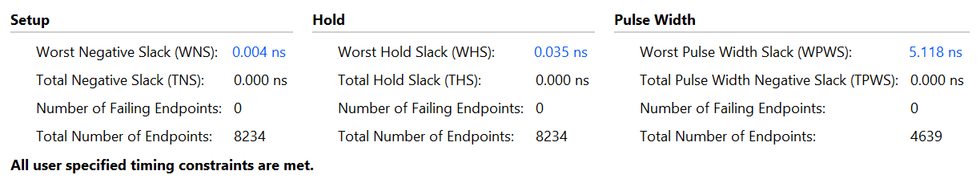 Setup Hold Pulse Width
Worst Negative Slack (WNS): 0.004 ns Worst Hold Slack (WHS): 0.035 ns Worst Pulse Width Slack (WPWS): 5.118 ns
Total Negative Slack (TNS): 0.000 ns Total Hold Slack (THS): 0.000 ns Total Pulse Width Negative Slack (TPWS): 0.000 ns
Number of Failing Endpoints: 0 Number of Failing Endpoints: 0 Number of Failing Endpoints: 0
Total Number of Endpoints: 8234 Total Number of Endpoints: 8234 Total Number of Endpoints: 4639
All user specified timing constraints are met.